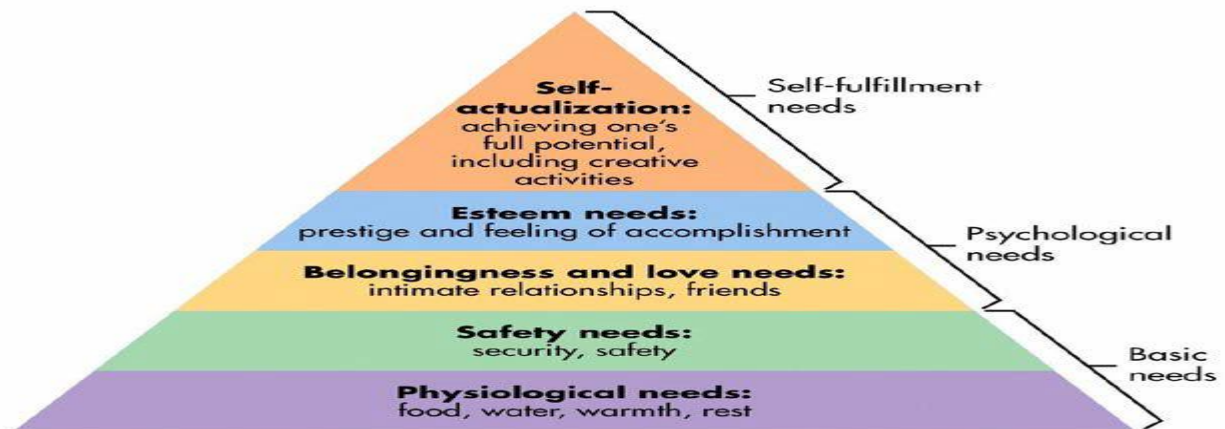 Self-
actualization:
achieving one's
full potential,
including creative
activities
Self-fulfillment
needs
Esteem needs:
prestige and feeling of accomplishment
Psychological
needs
Belongingness and love needs:
intimate relationships, friends
Safety needs:
security, safety
Basic
needs
Physiological needs:
food, water, warmth, rest